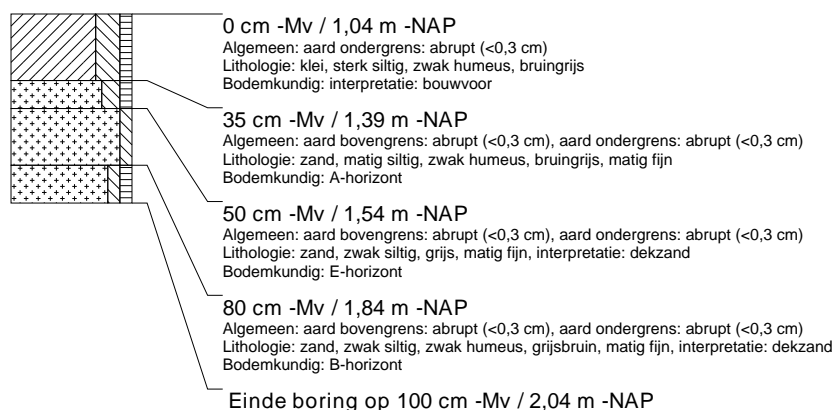 0 cm -Mv / 1,04 m -NAP
Algemeen: aard ondergrens: abrupt (<0,3 cm)
Lithologie: klei, sterk siltig, zwak humeus, bruingrijs
Bodemkundig: interpretatie: bouwvoor
35 cm -Mv / 1,39 m -NAP
Algemeen: aard bovengrens: abrupt (<0,3 cm), aard ondergrens: abrupt (<0,3 cm)
Lithologie: zand, matig siltig, zwak humeus, bruingrijs, matig fijn
Bodemkundig: A-horizont
50 cm -Mv / 1,54 m -NAP
Algemeen: aard bovengrens: abrupt (<0,3 cm), aard ondergrens: abrupt (<0,3 cm)
Lithologie: zand, zwak siltig, grijs, matig fijn, interpretatie: dekzand
Bodemkundig: E-horizont
80 cm -Mv / 1,84 m -NAP
Algemeen: aard bovengrens: abrupt (<0,3 cm), aard ondergrens: abrupt (<0,3 cm)
Lithologie: zand, zwak siltig, zwak humeus, grijsbruin, matig fijn, interpretatie: dekzand
Bodemkundig: B-horizont
Einde boring op 100 cm -Mv / 2,04 m -NAP